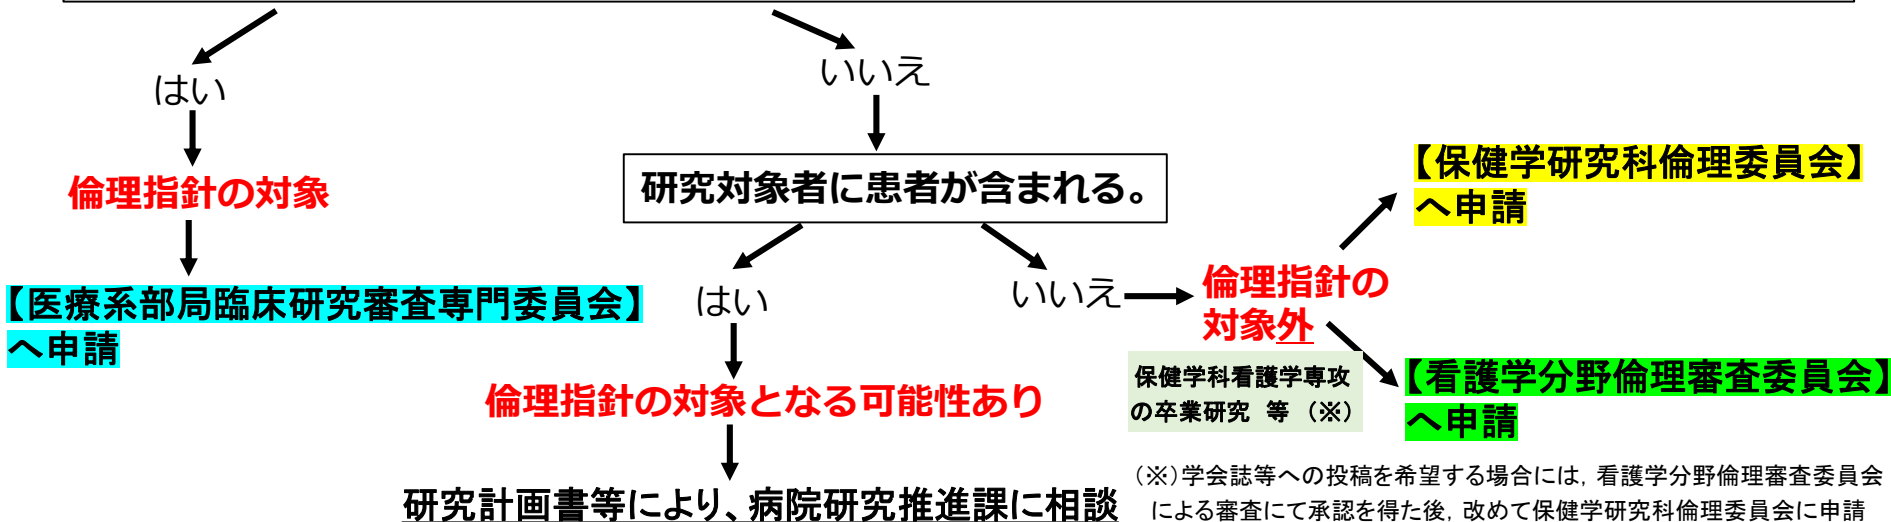 はい
いいえ
倫理指針の対象
研究対象者に患者が含まれる。
【保健学研究科倫理委員会】
へ申請
【医療系部局臨床研究審査専門委員会】
へ申請
はい
いいえ
倫理指針の
対象外
保健学科看護学専攻
の卒業研究 等 （※）
【看護学分野倫理審査委員会】
へ申請
倫理指針の対象となる可能性あり
研究計画書等により、病院研究推進課に相談
（※）学会誌等への投稿を希望する場合には，看護学分野倫理審査委員会
による審査にて承認を得た後，改めて保健学研究科倫理委員会に申請